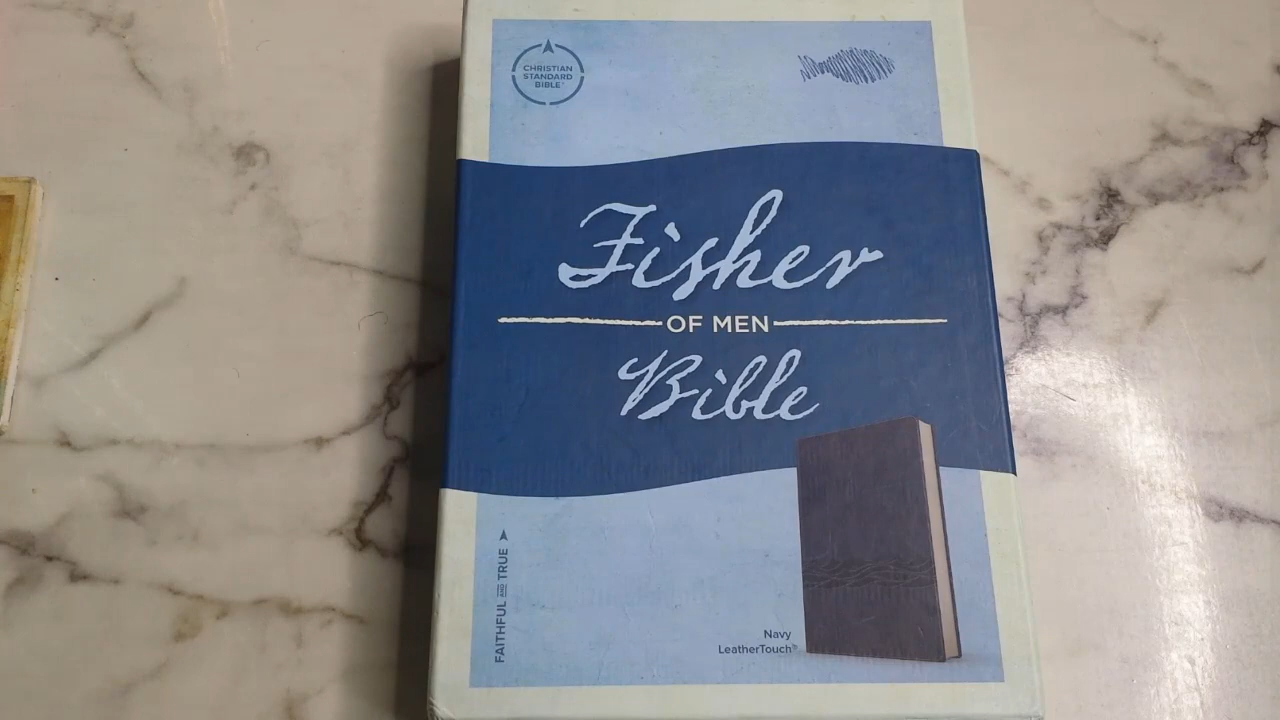 CHRISTIAN
STANDARD
BIBLE®
Fisher
OF MEN
Bible
FAITHFUL AND TRUE
Navy
LeatherTouch®